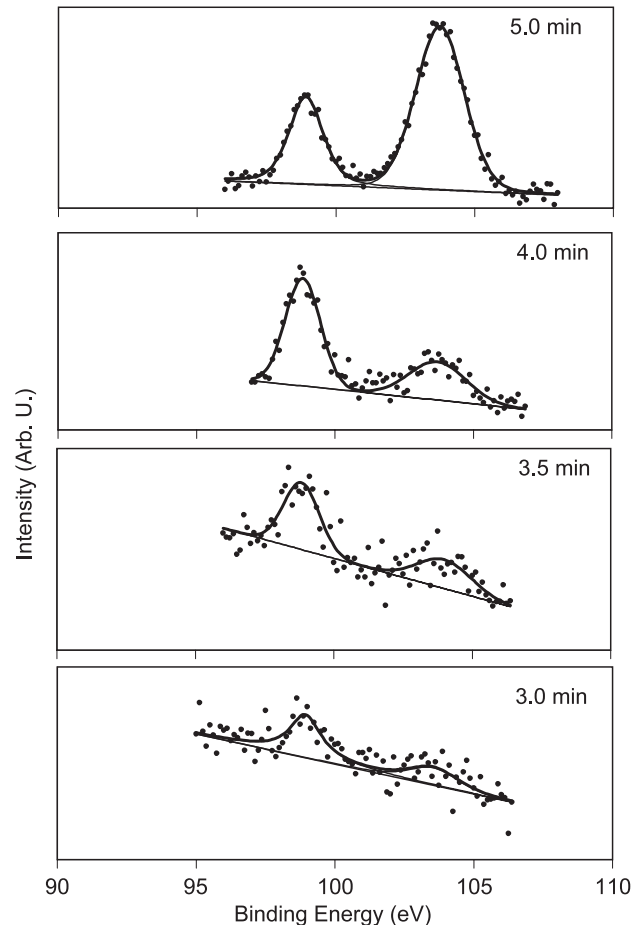 5.0 min
4.0 min
3.5 min
3.0 min
Intensity (Arb. U.)
90 95 100 105 110
Binding Energy (eV)